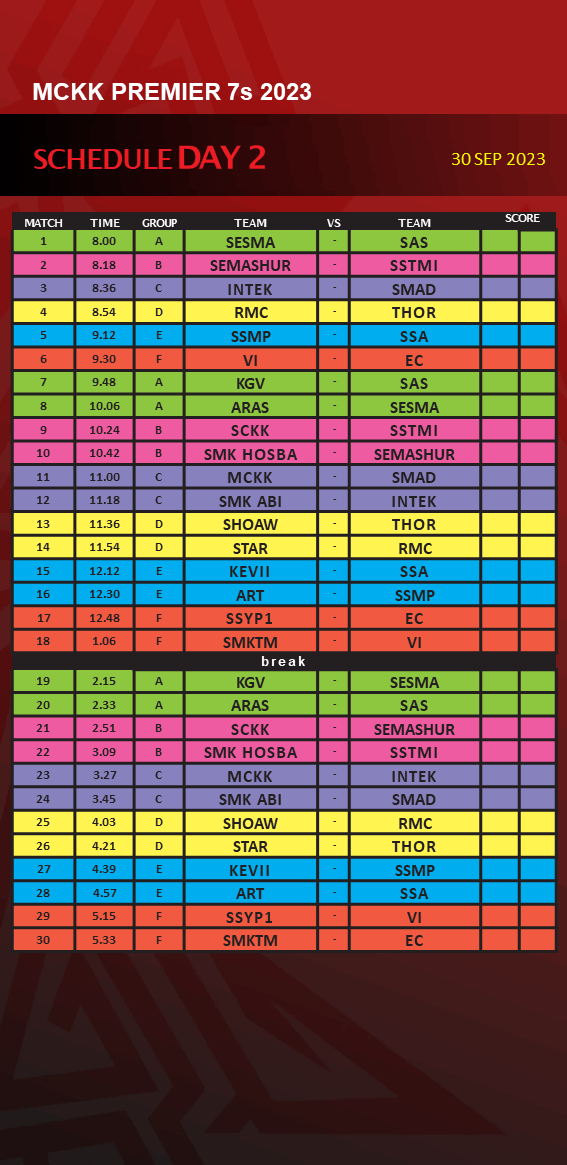 MCKK PREMIER 7s 2023
SCHEDULE DAY 2 30 SEP 2023
MATCH TIME GROUP TEAM VS TEAM SCORE
1 8.00 A SESMA - SAS
2 8.18 B SEMASHUR - SSTMI
3 8.36 C INTEK - SMAD
4 8.54 D RMC - THOR
5 9.12 E SSMP - SSA
6 9.30 F VI - EC
7 9.48 A KGV - SAS
8 10.06 A ARAS - SESMA
9 10.24 B SCKK - SSTMI
10 10.42 B SMK HOSBA - SEMASHUR
11 11.00 C MCKK - SMAD
12 11.18 C SMK ABI - INTEK
13 11.36 D SHOAW - THOR
14 11.54 D STAR - RMC
15 12.12 E KEVII - SSA
16 12.30 E ART - SSMP
17 12.48 F SSYP1 - EC
18 1.06 F SMKTM - VI
break
19 2.15 A KGV - SESMA
20 2.33 A ARAS - SAS
21 2.51 B SCKK - SEMASHUR
22 3.09 B SMK HOSBA - SSTMI
23 3.27 C MCKK - INTEK
24 3.45 C SMK ABI - SMAD
25 4.03 D SHOAW - RMC
26 4.21 D STAR - THOR
27 4.39 E KEVII - SSMP
28 4.57 E ART - SSA
29 5.15 F SSYP1 - VI
30 5.33 F SMKTM - EC